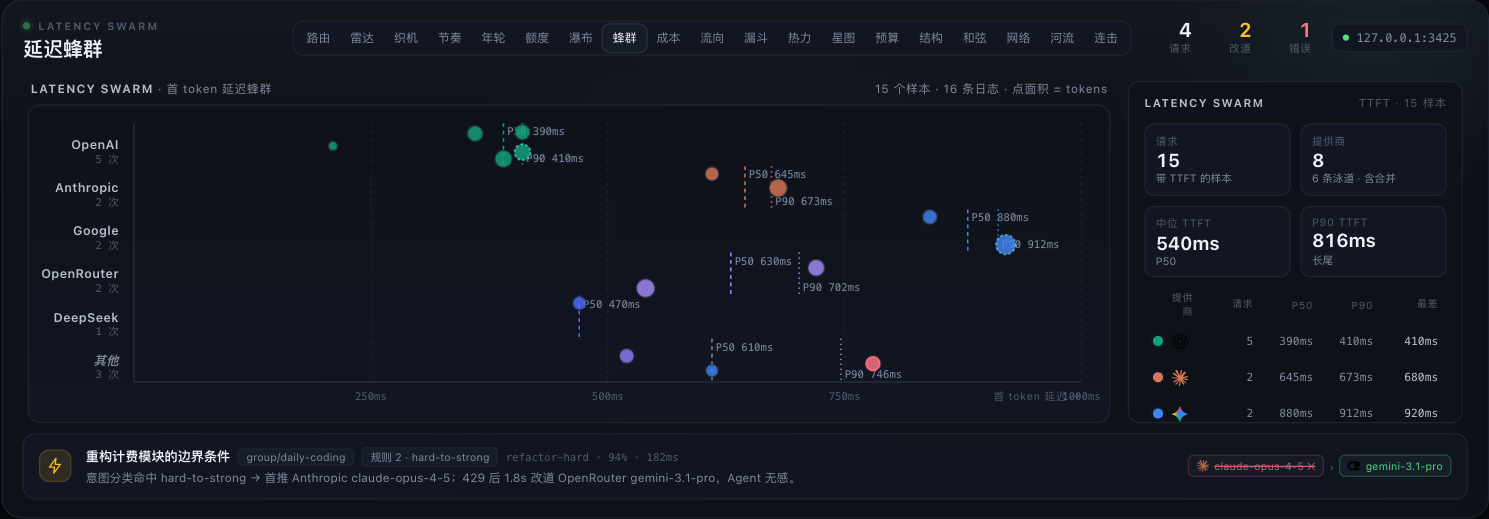 LATENCY SWARM
延迟蜂群
路由 雷达 织机 节奏 年轮 额度 瀑布 蜂群 成本 流向 漏斗 热力 星图 预算 结构 和弦 网络 河流 连击
4 请求
2 改道
1 错误
127.0.0.1:3425
LATENCY SWARM · 首 token 延迟蜂群
15 个样本 · 16 条日志 · 点面积 = tokens
OpenAI
5 次
P50 390ms
P90 410ms
Anthropic
2 次
P50 645ms
P90 673ms
Google
2 次
P50 880ms
P90 912ms
OpenRouter
2 次
P50 630ms
P90 702ms
DeepSeek
1 次
P50 470ms
其他
3 次
P50 610ms
P90 746ms
250ms 500ms 750ms 1000ms
首 token 延迟
LATENCY SWARM
TTFT · 15 样本
请求
15
带 TTFT 的样本
提供商
8
6 条泳道 · 含合并
中位 TTFT
540ms
P50
P90 TTFT
816ms
长尾
提供商 请求 P50 P90 最差
5 390ms 410ms 410ms
2 645ms 673ms 680ms
2 880ms 912ms 920ms
重构计费模块的边界条件 group/daily-coding 规则 2 · hard-to-strong refactor-hard · 94% · 182ms
意图分类命中 hard-to-strong → 首推 Anthropic claude-opus-4-5；429 后 1.8s 改道 OpenRouter gemini-3.1-pro，Agent 无感。
claude-opus-4-5 × › gemini-3.1-pro